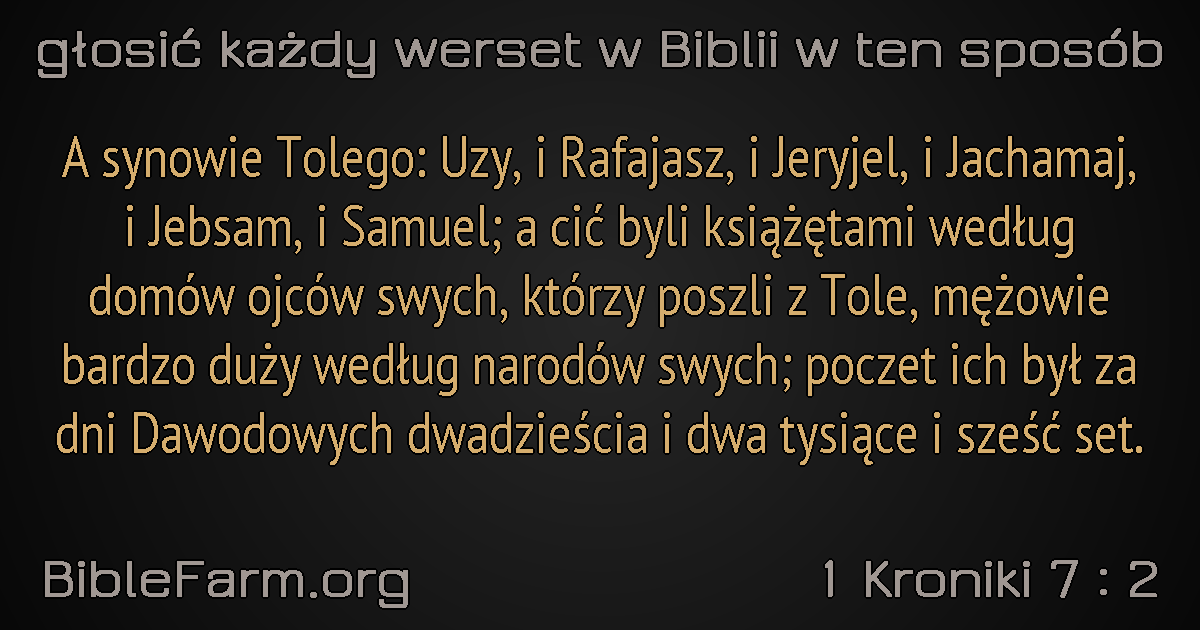 głosić każdy werset w Biblii w ten sposób
A synowie Tolego: Uzy, i Rafajasz, i Jeryjel, i Jachamaj,
i Jebsam, i Samuel; a cić byli książętami według
domów ojców swych, którzy poszli z Tole, mężowie
bardzo duży według narodów swych; poczet ich był za
dni Dawodowych dwadzieścia i dwa tysiące i sześć set.
BibleFarm.org
1 Kroniki 7 : 2